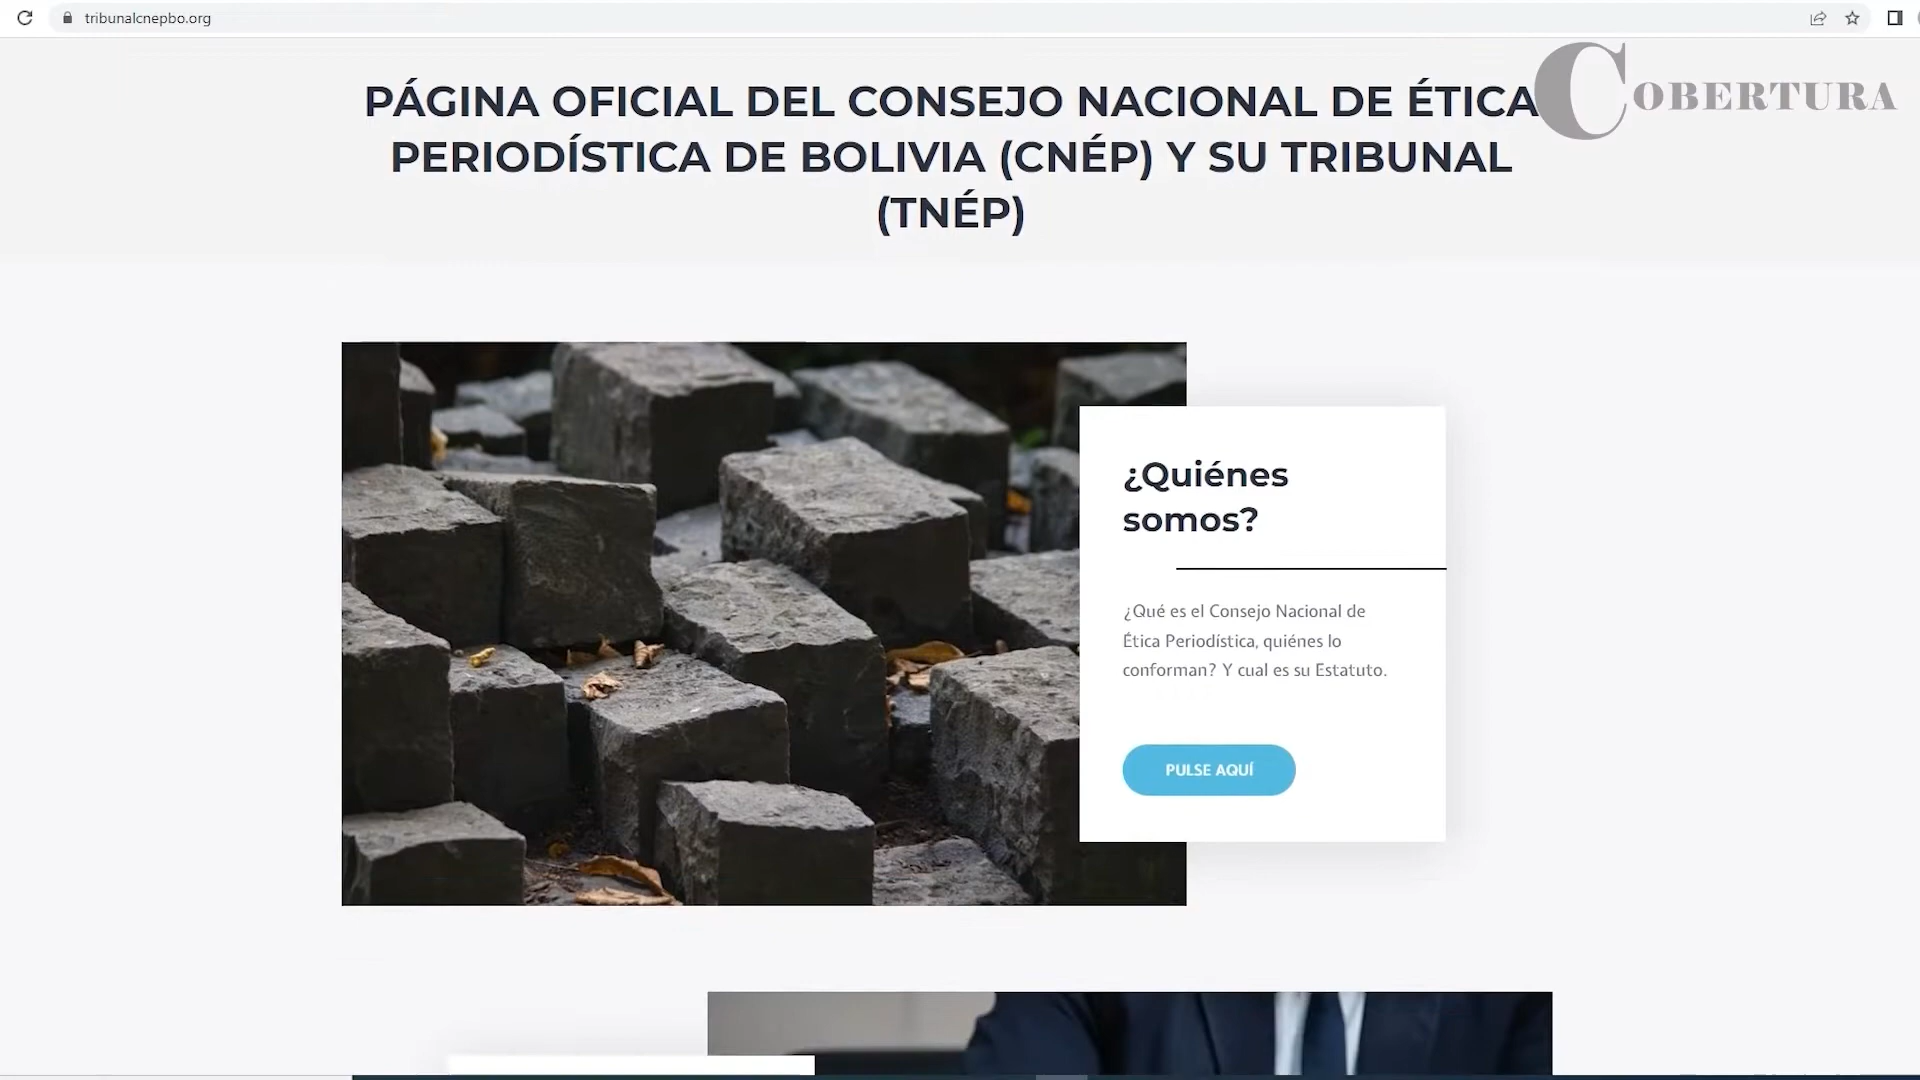 tribunalcnepbo.org
COBERTURA
PÁGINA OFICIAL DEL CONSEJO NACIONAL DE ÉTICA
PERIODÍSTICA DE BOLIVIA (CNÉP) Y SU TRIBUNAL
(TNÉP)
¿Quiénes
somos?
¿Qué es el Consejo Nacional de
Ética Periodística, quiénes lo
conforman? Y cual es su Estatuto.
PULSE AQUÍ